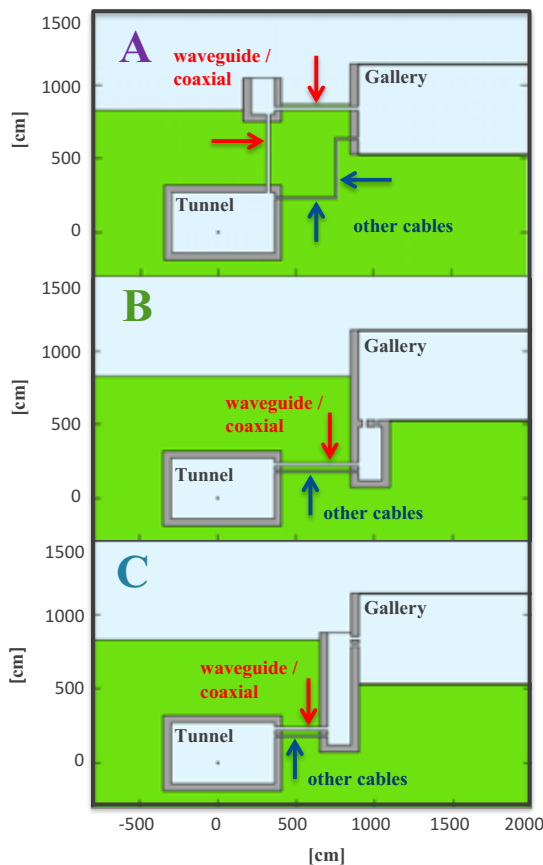 1500
A
waveguide /
coaxial
Gallery
1000
[cm]
500
Tunnel
other cables
0
1500
B
Gallery
1000
[cm]
waveguide /
coaxial
500
Tunnel
other cables
0
1500
C
Gallery
1000
[cm]
waveguide /
coaxial
500
Tunnel
other cables
0
-500 0 500 1000 1500 2000
[cm]